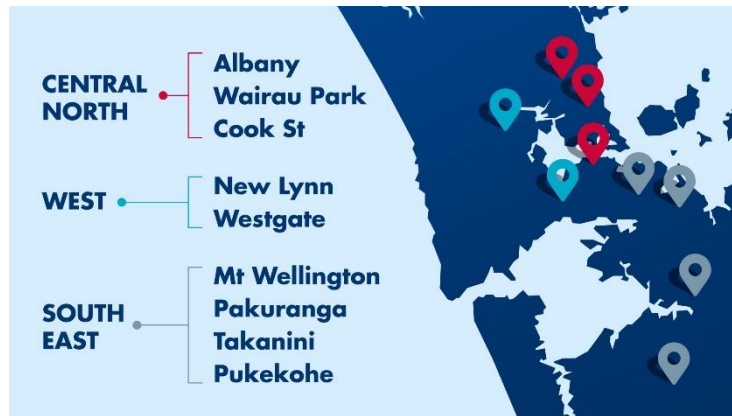 CENTRAL
NORTH
Albany
Wairau Park
Cook St
WEST
New Lynn
Westgate
SOUTH
EAST
Mt Wellington
Pakuranga
Takanini
Pukekohe